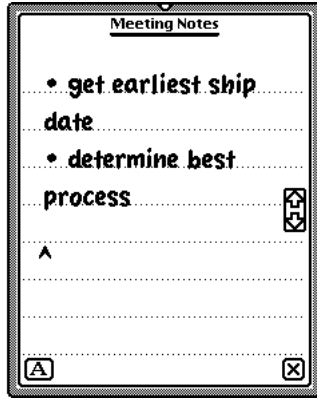 Meeting Notes
• get earliest ship
date
• determine best
process
A